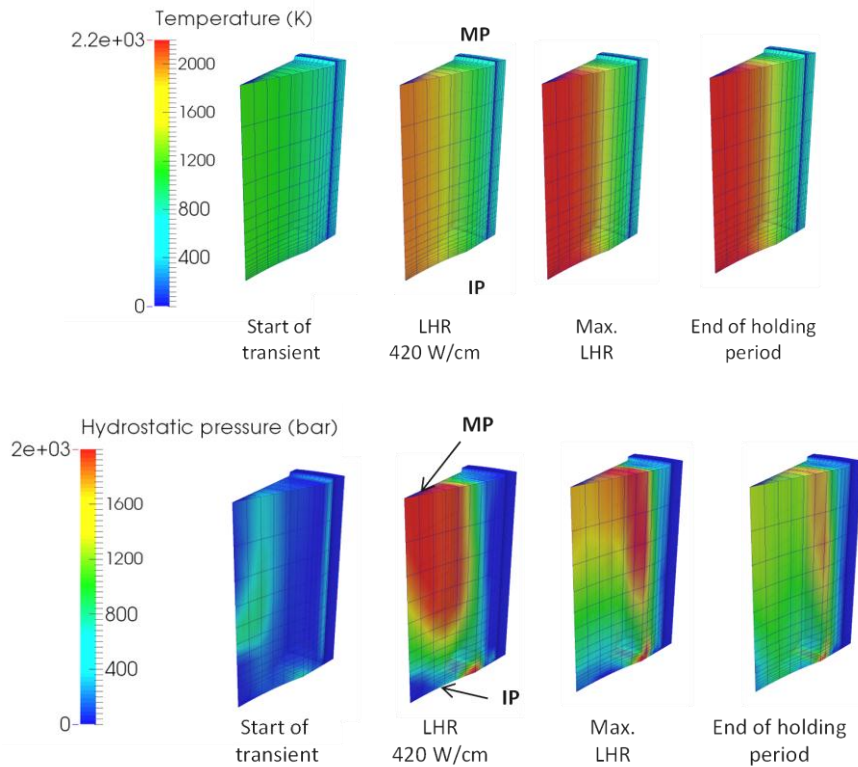 Temperature (K)
2.2e+03
2000
1600
1200
800
400
0
MP
IP
Start of
transient
LHR
420 W/cm
Max.
LHR
End of holding
period
Hydrostatic pressure (bar)
2e+03
1600
1200
800
400
0
MP
IP
Start of
transient
LHR
420 W/cm
Max.
LHR
End of holding
period